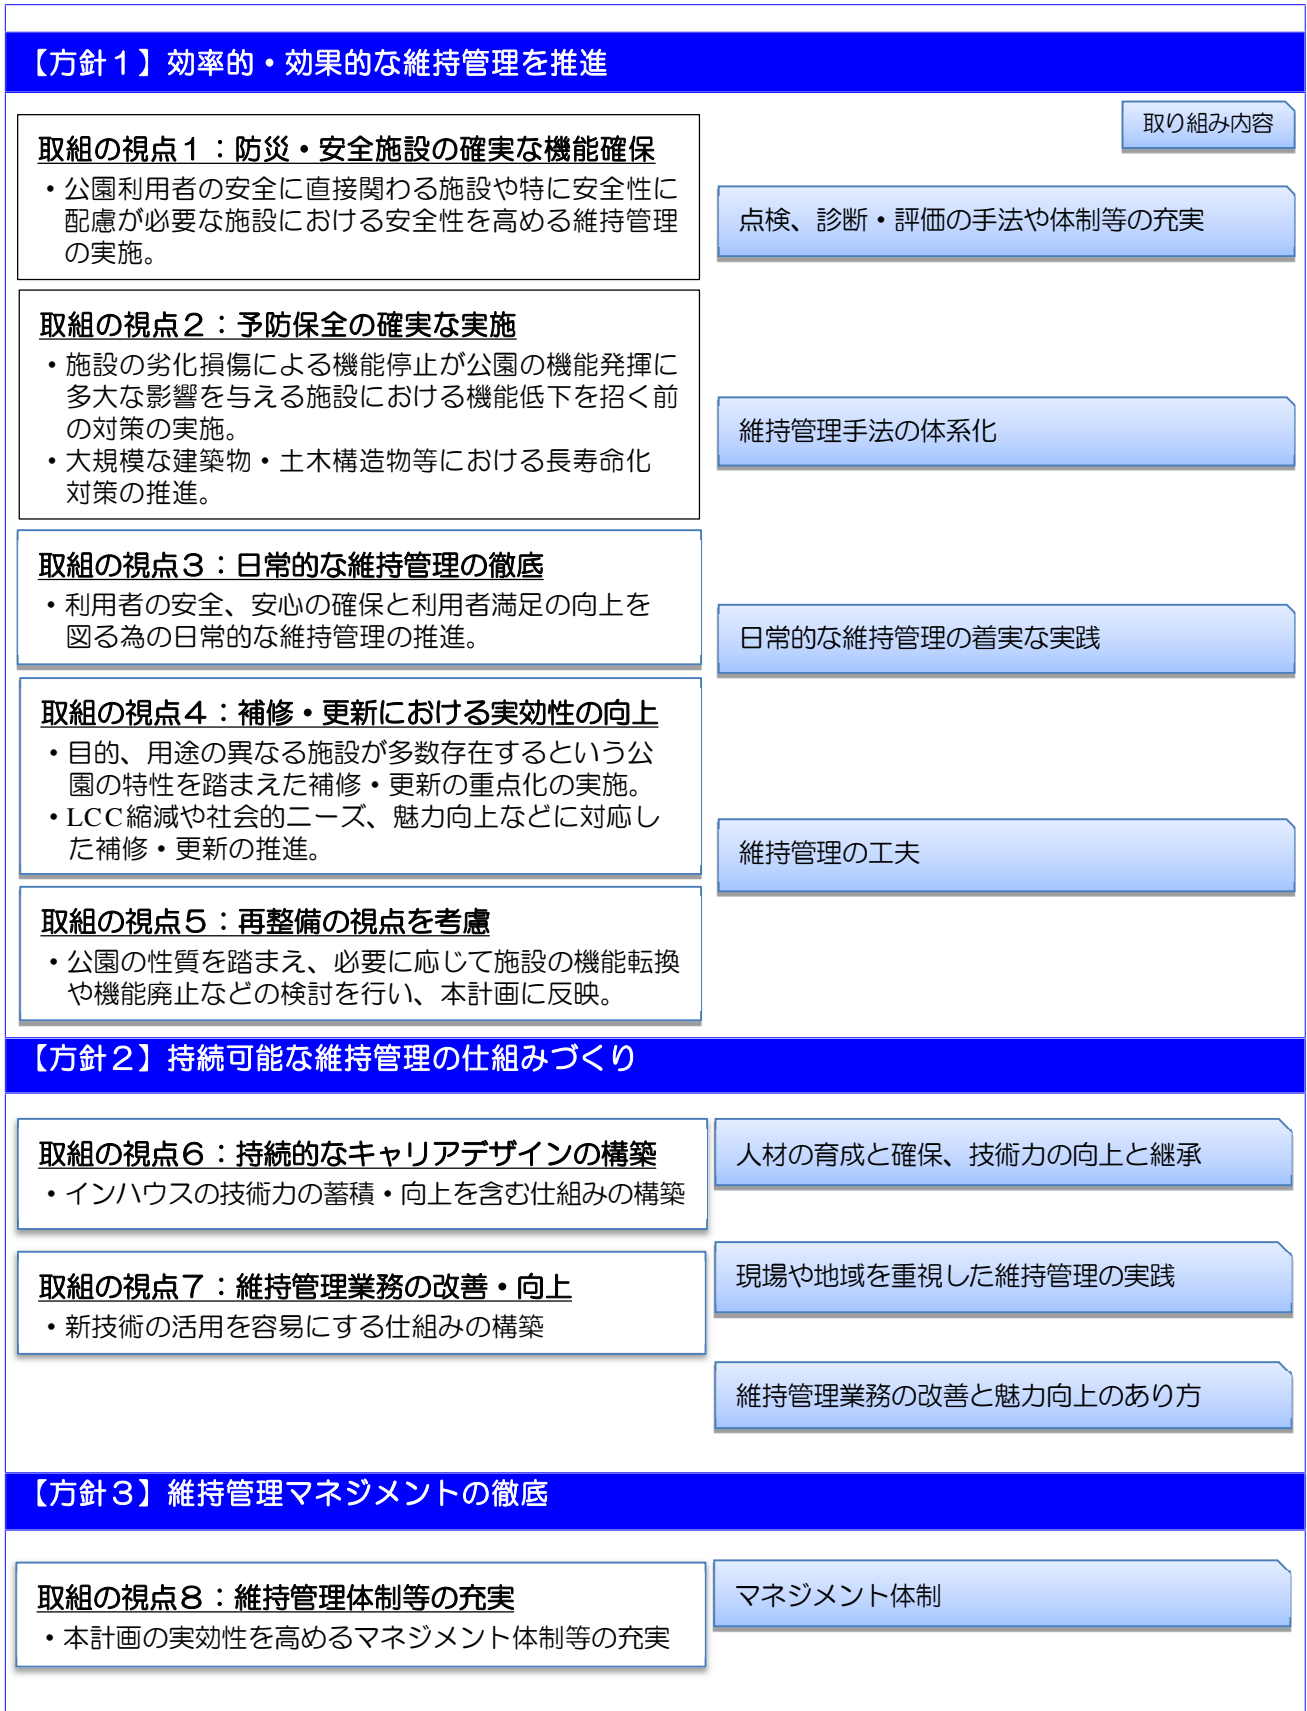 【方針１】効率的・効果的な維持管理を推進
取り組み内容
取組の視点１：防災・安全施設の確実な機能確保
・公園利用者の安全に直接関わる施設や特に安全性に
配慮が必要な施設における安全性を高める維持管理
の実施。
点検、診断・評価の手法や体制等の充実
取組の視点２：予防保全の確実な実施
・施設の劣化損傷による機能停止が公園の機能発揮に
多大な影響を与える施設における機能低下を招く前
の対策の実施。
・大規模な建築物・土木構造物等における長寿命化
対策の推進。
維持管理手法の体系化
取組の視点３：日常的な維持管理の徹底
・利用者の安全、安心の確保と利用者満足の向上を
図る為の日常的な維持管理の推進。
日常的な維持管理の着実な実践
取組の視点４：補修・更新における実効性の向上
・目的、用途の異なる施設が多数存在するという公
園の特性を踏まえた補修・更新の重点化の実施。
・LCC縮減や社会的ニーズ、魅力向上などに対応し
た補修・更新の推進。
維持管理の工夫
取組の視点５：再整備の視点を考慮
・公園の性質を踏まえ、必要に応じて施設の機能転換
や機能廃止などの検討を行い、本計画に反映。
【方針２】持続可能な維持管理の仕組みづくり
取組の視点６：持続的なキャリアデザインの構築
・インハウスの技術力の蓄積・向上を含む仕組みの構築
人材の育成と確保、技術力の向上と継承
取組の視点７：維持管理業務の改善・向上
・新技術の活用を容易にする仕組みの構築
現場や地域を重視した維持管理の実践
維持管理業務の改善と魅力向上のあり方
【方針３】維持管理マネジメントの徹底
取組の視点８：維持管理体制等の充実
・本計画の実効性を高めるマネジメント体制等の充実
マネジメント体制